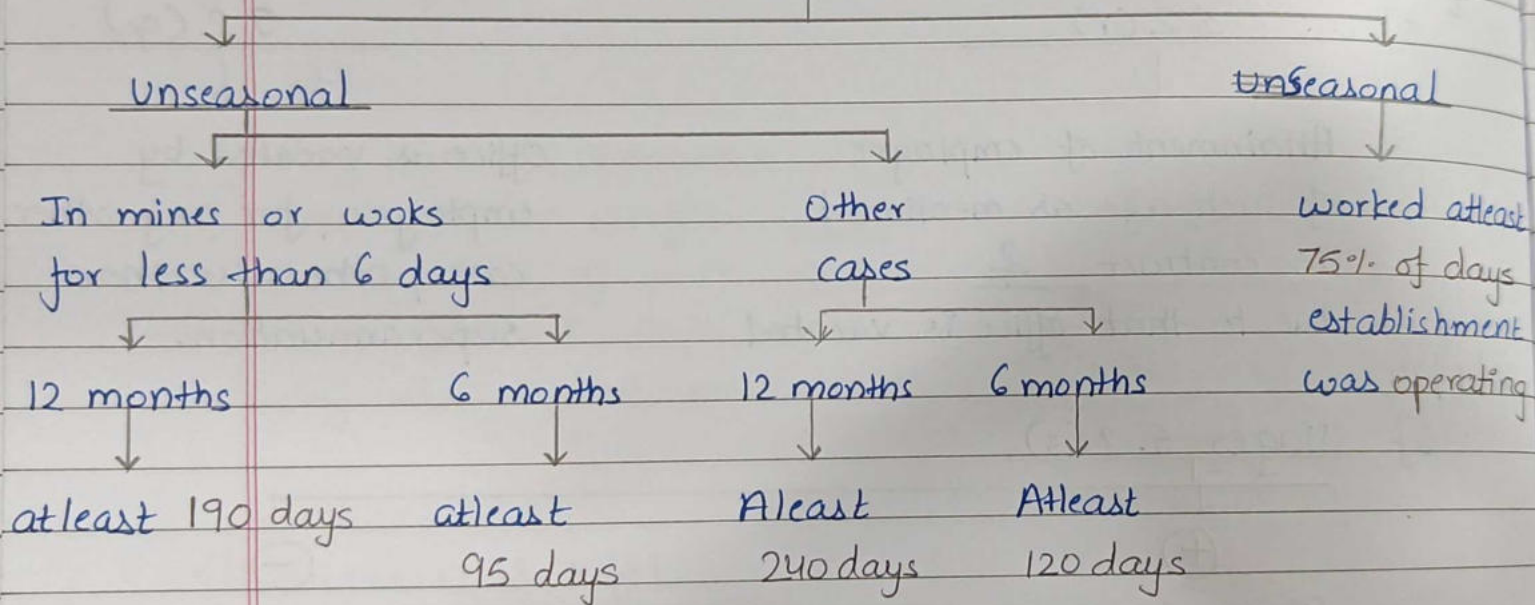 Unseasonal Seasonal
In mines or woks Other worked atleast
for less than 6 days cases 75% of days
establishment
12 months 6 months 12 months 6 months was operating
atleast 190 days atleast Aleast Atleast
95 days 240 days 120 days